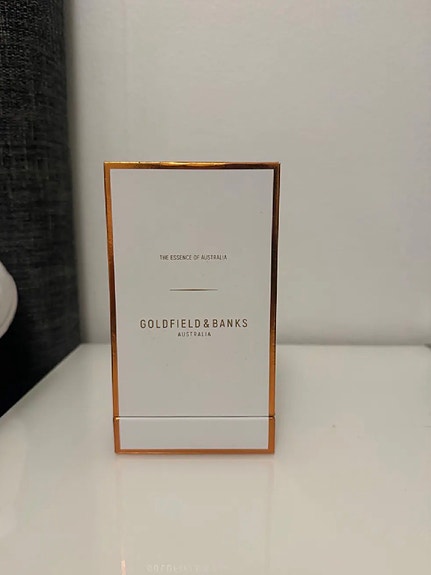 THE ESSENCE OF AUSTRALIA
GOLDFIELD & BANKS
AUSTRALIA